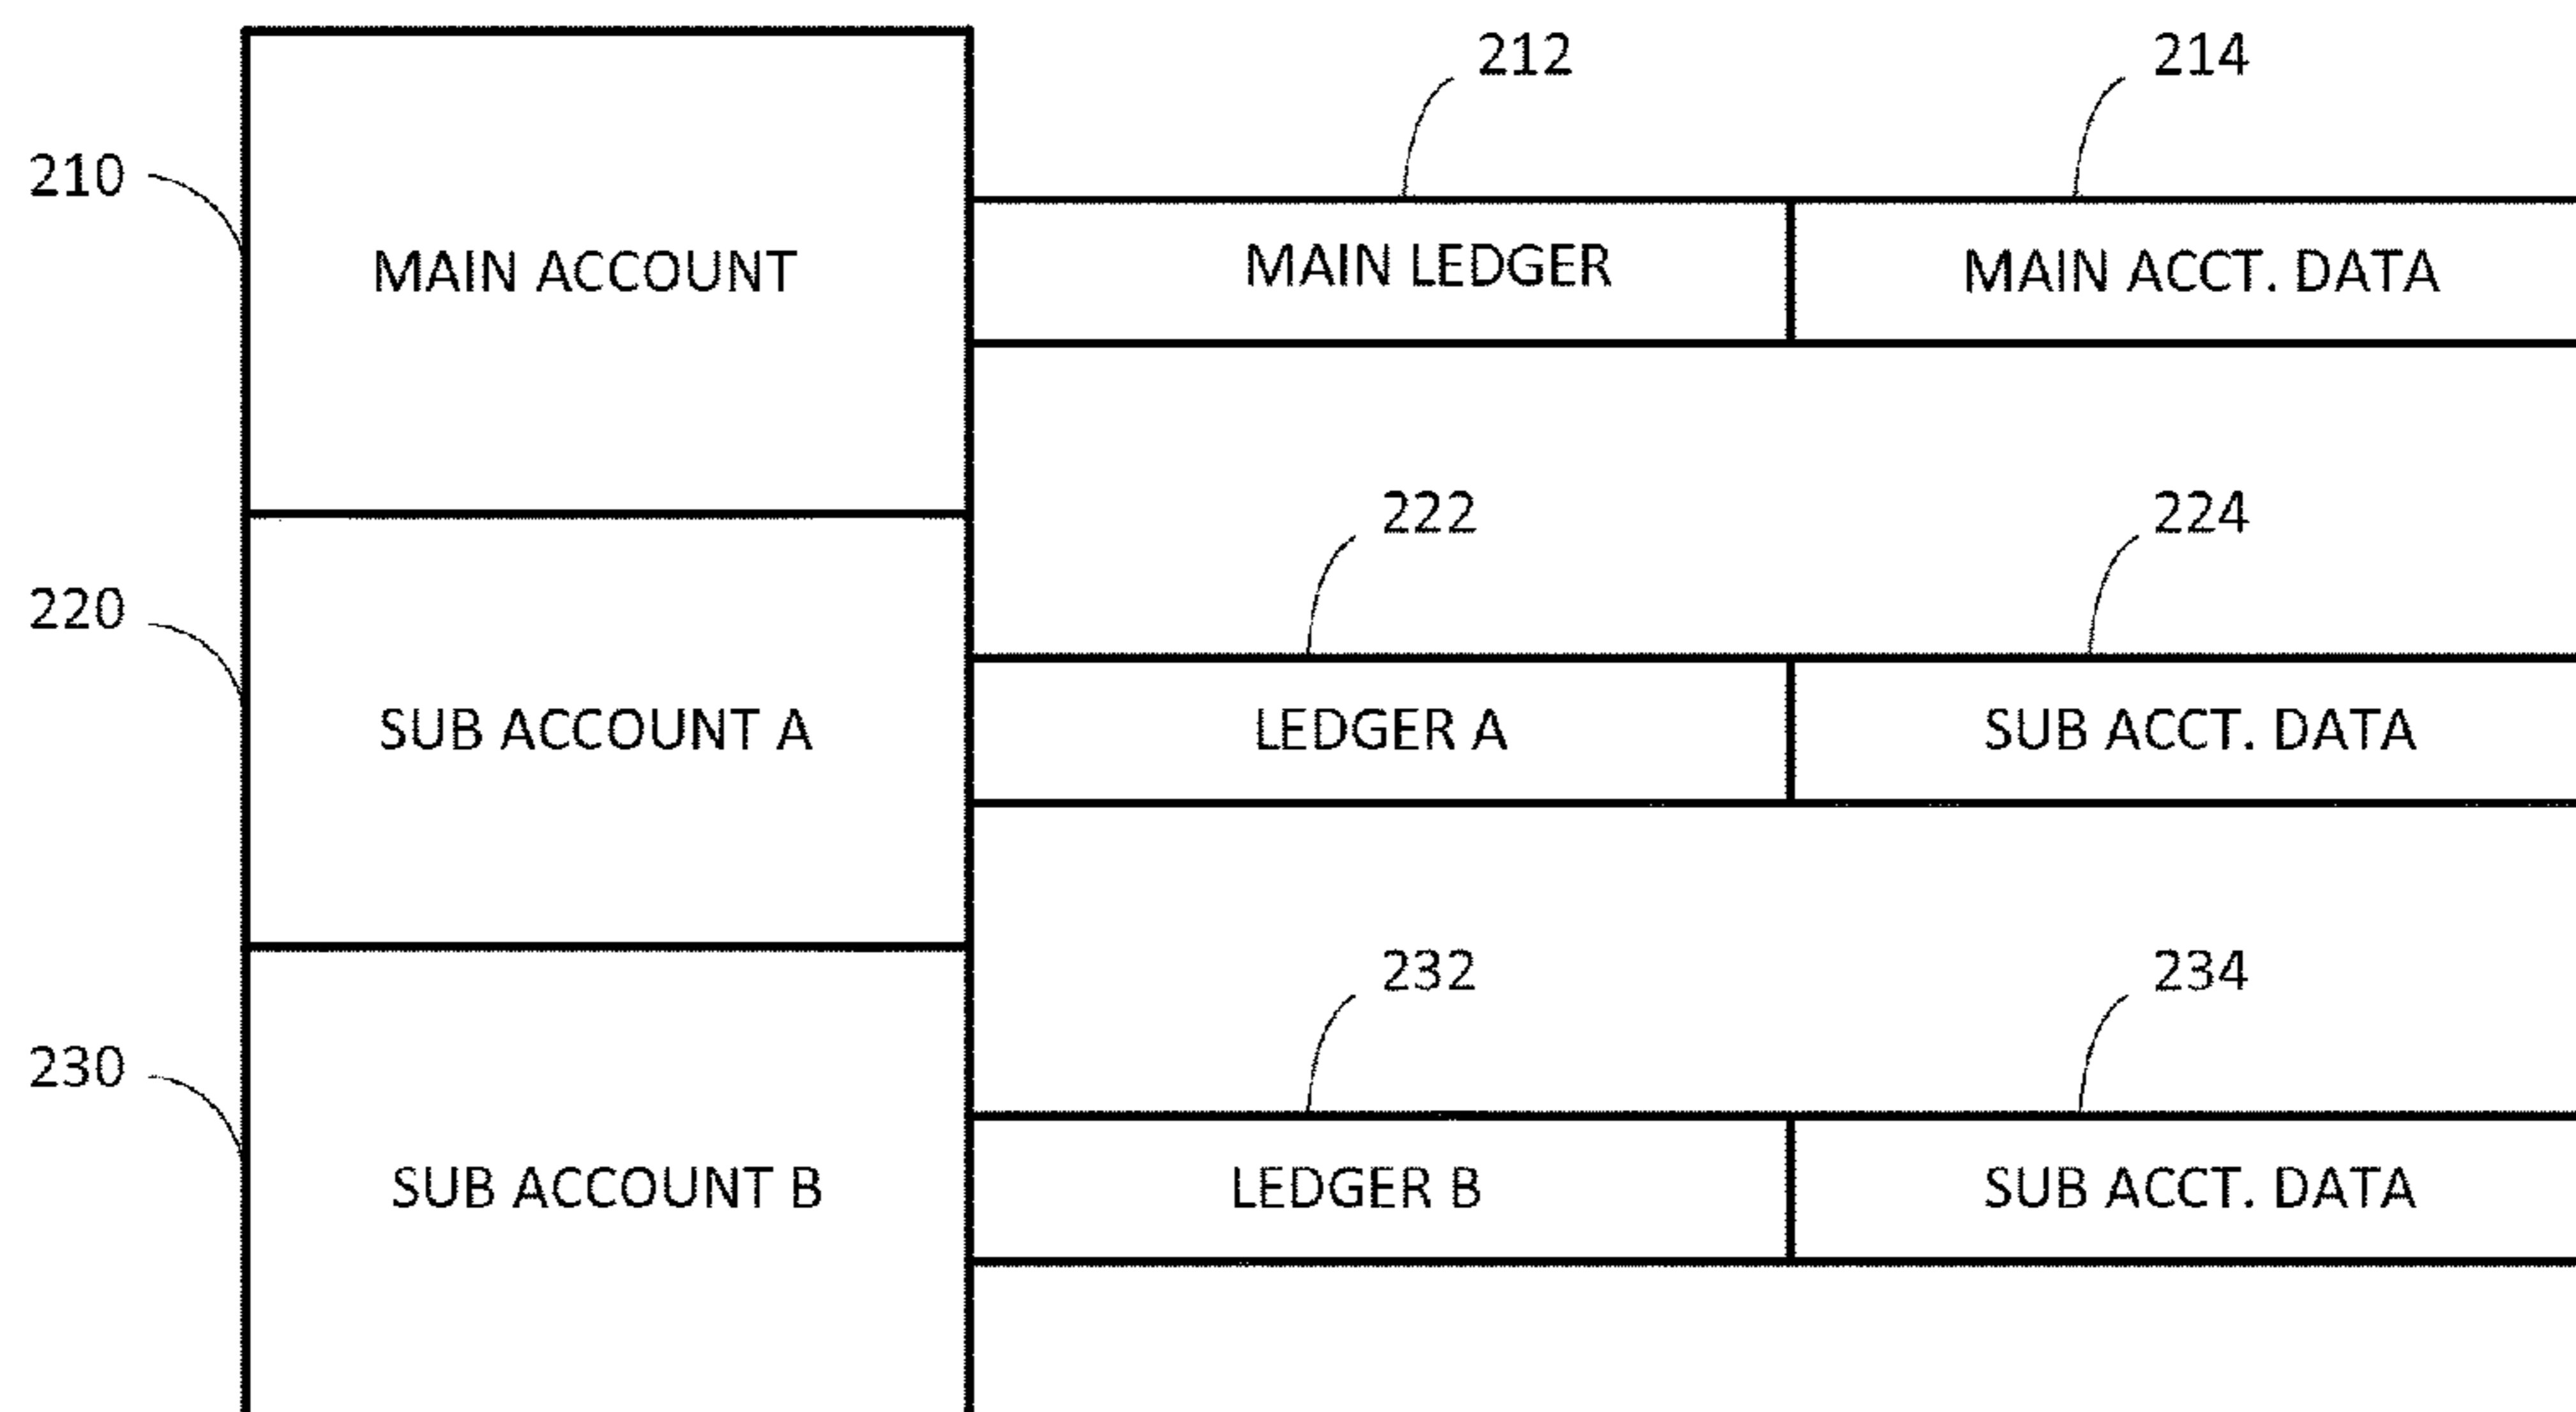 212
214
210
MAIN ACCOUNT
MAIN LEDGER
MAIN ACCT. DATA
222
224
220
SUB ACCOUNT A
LEDGER A
SUB ACCT. DATA
232
234
230
SUB ACCOUNT B
LEDGER B
SUB ACCT. DATA